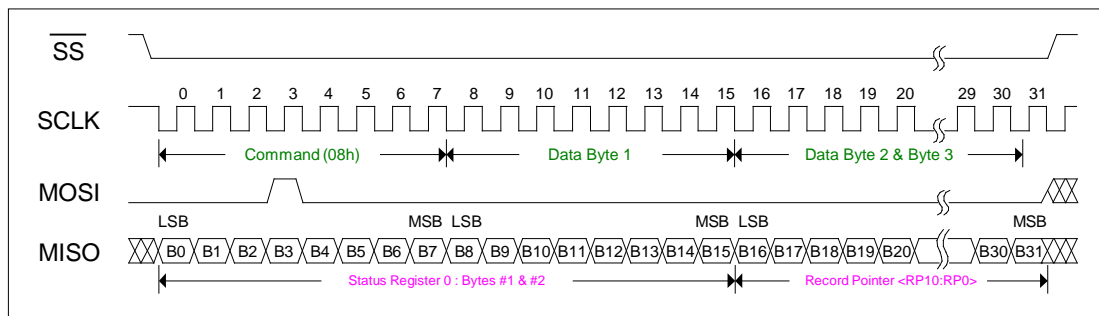 SS
0 1 2 3 4 5 6 7 8 9 10 11 12 13 14 15 16 17 18 19 20 29 30 31
SCLK
Command (08h) Data Byte 1 Data Byte 2 & Byte 3
MOSI
LSB MSB LSB MSB LSB MSB
MISO B0 B1 B2 B3 B4 B5 B6 B7 B8 B9 B10 B11 B12 B13 B14 B15 B16 B17 B18 B19 B20 B30 B31
Status Register 0 : Bytes #1 & #2 Record Pointer <RP10:RP0>